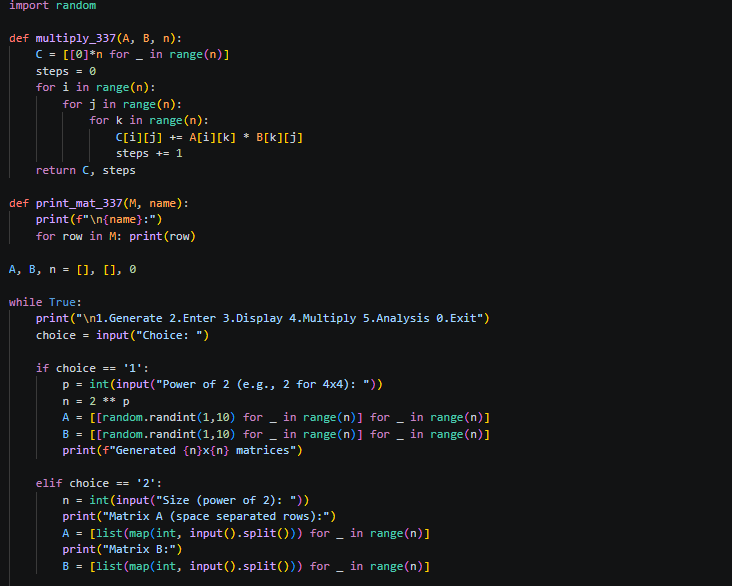 import random

def multiply_337(A, B, n):
    C = [[0]*n for _ in range(n)]
    steps = 0
    for i in range(n):
        for j in range(n):
            for k in range(n):
                C[i][j] += A[i][k] * B[k][j]
                steps += 1
    return C, steps

def print_mat_337(M, name):
    print(f"\n{name}:")
    for row in M: print(row)

A, B, n = [], [], 0

while True:
    print("\n1.Generate 2.Enter 3.Display 4.Multiply 5.Analysis 0.Exit")
    choice = input("Choice: ")

    if choice == '1':
        p = int(input("Power of 2 (e.g., 2 for 4x4): "))
        n = 2 ** p
        A = [[random.randint(1,10) for _ in range(n)] for _ in range(n)]
        B = [[random.randint(1,10) for _ in range(n)] for _ in range(n)]
        print(f"Generated {n}x{n} matrices")

    elif choice == '2':
        n = int(input("Size (power of 2): "))
        print("Matrix A (space separated rows):")
        A = [list(map(int, input().split())) for _ in range(n)]
        print("Matrix B:")
        B = [list(map(int, input().split())) for _ in range(n)]